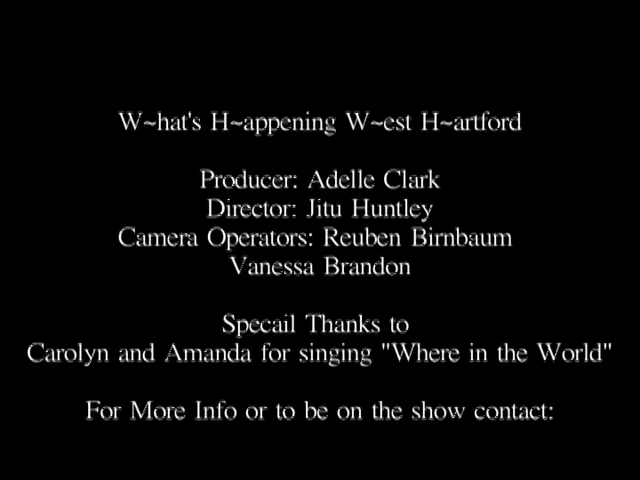 W~hat's H~appening W~est H~artford
Producer: Adelle Clark
Director: Jitu Huntley
Camera Operators: Reuben Birnbaum
Vanessa Brandon
Specail Thanks to
Carolyn and Amanda for singing "Where in the World"
For More Info or to be on the show contact: